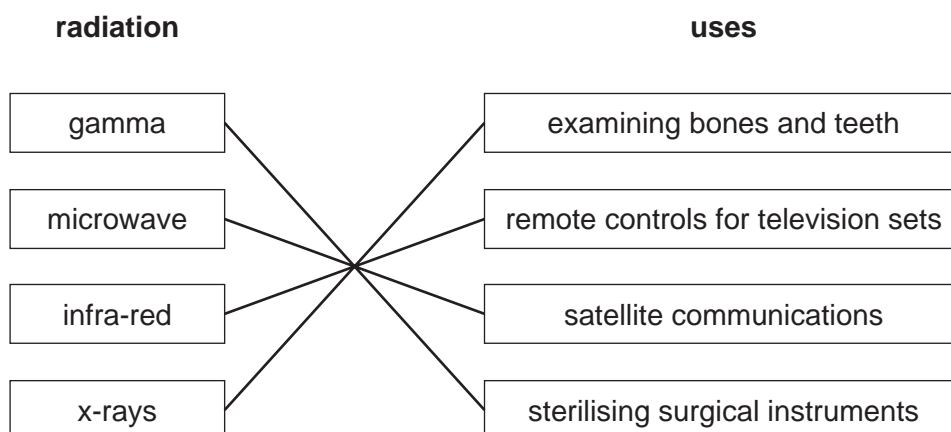 radiation uses
gamma examining bones and teeth
microwave remote controls for television sets
infra-red satellite communications
x-rays sterilising surgical instruments